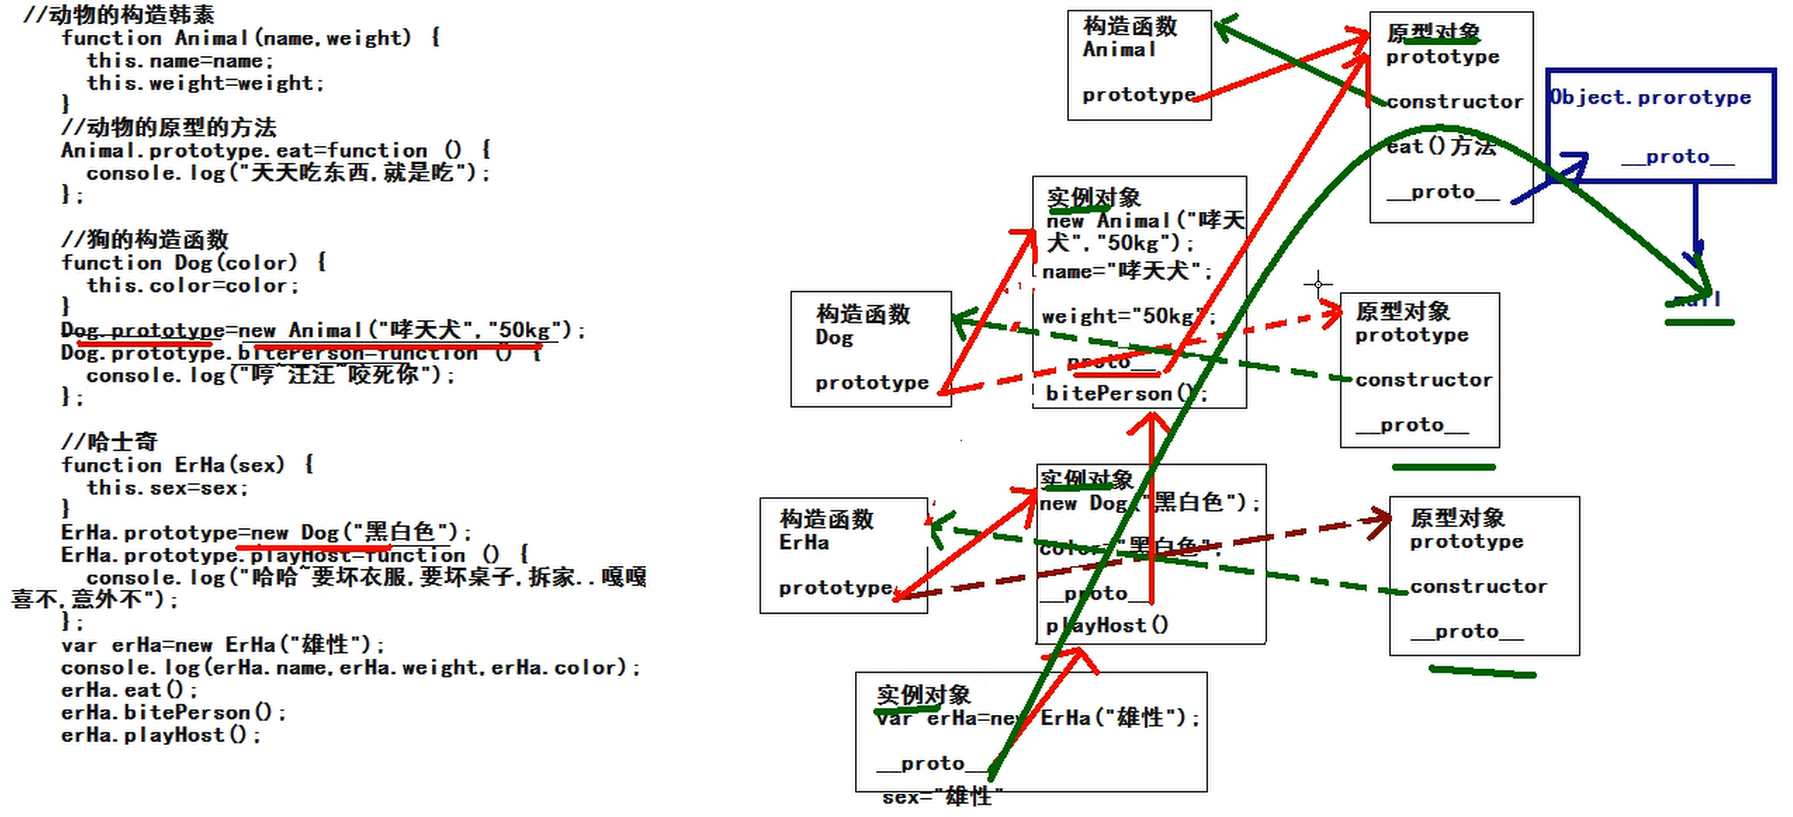 //动物的构造韩素
function Animal(name,weight) {
this.name=name;
this.weight=weight;
}
//动物的原型的方法
Animal.prototype.eat=function () {
console.log("天天吃东西,就是吃");
};
//狗的构造函数
function Dog(color) {
this.color=color;
}
Dog.prototype=new Animal("哮天犬","50kg");
Dog.prototype.bitePerson=function () {
console.log("哼~汪汪~咬死你");
};
//哈士奇
function ErHa(sex) {
this.sex=sex;
}
ErHa.prototype=new Dog("黑白色");
ErHa.prototype.playHost=function () {
console.log("哈哈~要坏衣服,要坏桌子,拆家..嘎嘎
喜不,意外不");
};
var erHa=new ErHa("雄性");
console.log(erHa.name,erHa.weight,erHa.color);
erHa.eat();
erHa.bitePerson();
erHa.playHost();
构造函数
Animal
prototype
原型对象
prototype
constructor
eat()方法
__proto__
Object.prorotype
__proto__
null
实例对象
new Animal("哮天
犬","50kg");
name="哮天犬";
weight="50kg";
__proto__
bitePerson();
构造函数
Dog
prototype
原型对象
prototype
constructor
__proto__
实例对象
new Dog("黑白色");
color="黑白色";
__proto__
playHost()
构造函数
ErHa
prototype
原型对象
prototype
constructor
__proto__
实例对象
var erHa=new ErHa("雄性");
__proto__
sex="雄性"